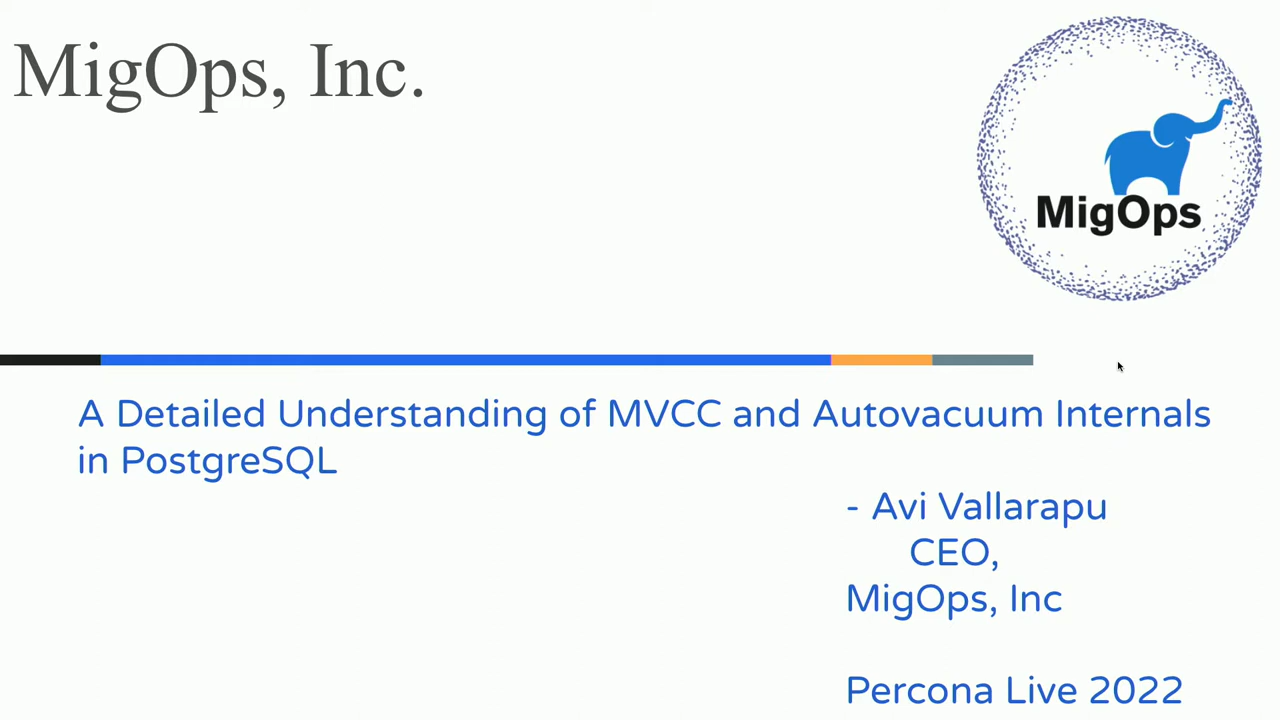 MigOps, Inc.
MigOps
A Detailed Understanding of MVCC and Autovacuum Internals
in PostgreSQL
- Avi Vallarapu
CEO,
MigOps, Inc
Percona Live 2022